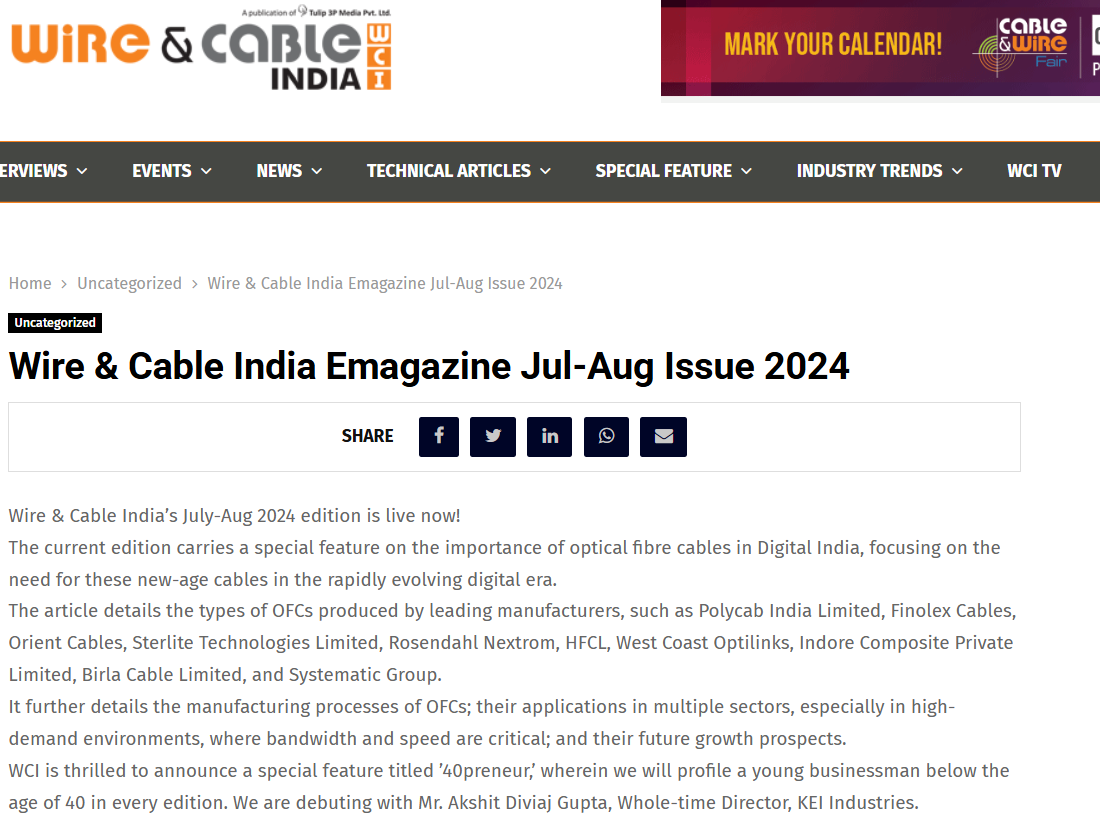 A publication of Tulip 3P Media Pvt. Ltd.
WiRe & CaBLe
INDIA
WCI
MARK YOUR CALENDAR!
CaBLe
&WiRe
Fair
ERVIEWS EVENTS NEWS TECHNICAL ARTICLES SPECIAL FEATURE INDUSTRY TRENDS WCI TV
Home > Uncategorized > Wire & Cable India Emagazine Jul-Aug Issue 2024
Uncategorized
Wire & Cable India Emagazine Jul-Aug Issue 2024
SHARE
Wire & Cable India’s July-Aug 2024 edition is live now!
The current edition carries a special feature on the importance of optical fibre cables in Digital India, focusing on the
need for these new-age cables in the rapidly evolving digital era.
The article details the types of OFCs produced by leading manufacturers, such as Polycab India Limited, Finolex Cables,
Orient Cables, Sterlite Technologies Limited, Rosendahl Nextrom, HFCL, West Coast Optilinks, Indore Composite Private
Limited, Birla Cable Limited, and Systematic Group.
It further details the manufacturing processes of OFCs; their applications in multiple sectors, especially in high-
demand environments, where bandwidth and speed are critical; and their future growth prospects.
WCI is thrilled to announce a special feature titled ’40preneur,’ wherein we will profile a young businessman below the
age of 40 in every edition. We are debuting with Mr. Akshit Diviaj Gupta, Whole-time Director, KEI Industries.